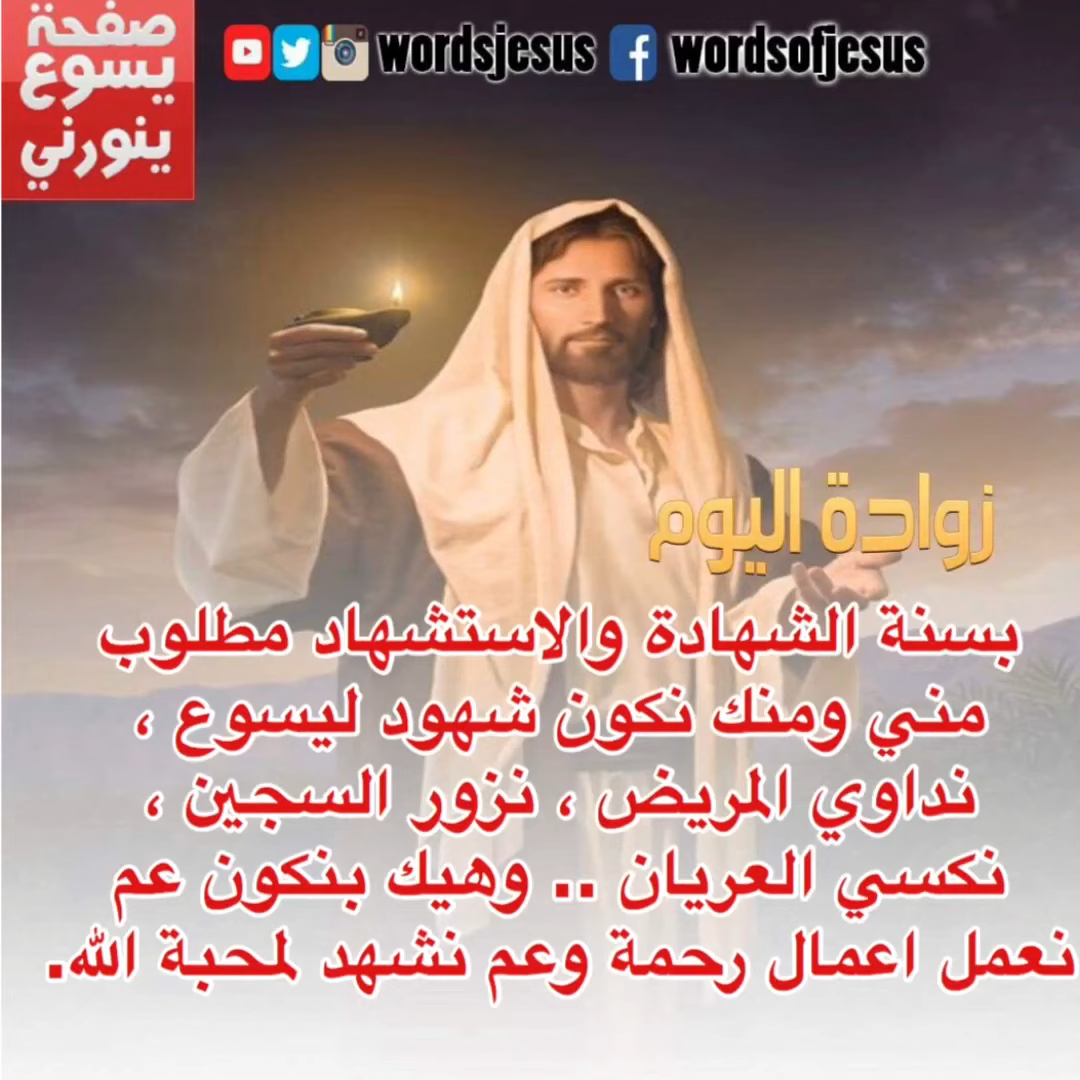 صفحة
يسوع
ينورني
wordsjesus wordsofjesus
زوادة اليوم
بسنة الشهادة والاستشهاد مطلوب
مني ومنك نكون شهود ليسوع ،
نداوي المريض ، نزور السجين ،
نكسي العريان .. وهيك بنكون عم
نعمل اعمال رحمة وعم نشهد لمحبة الله.